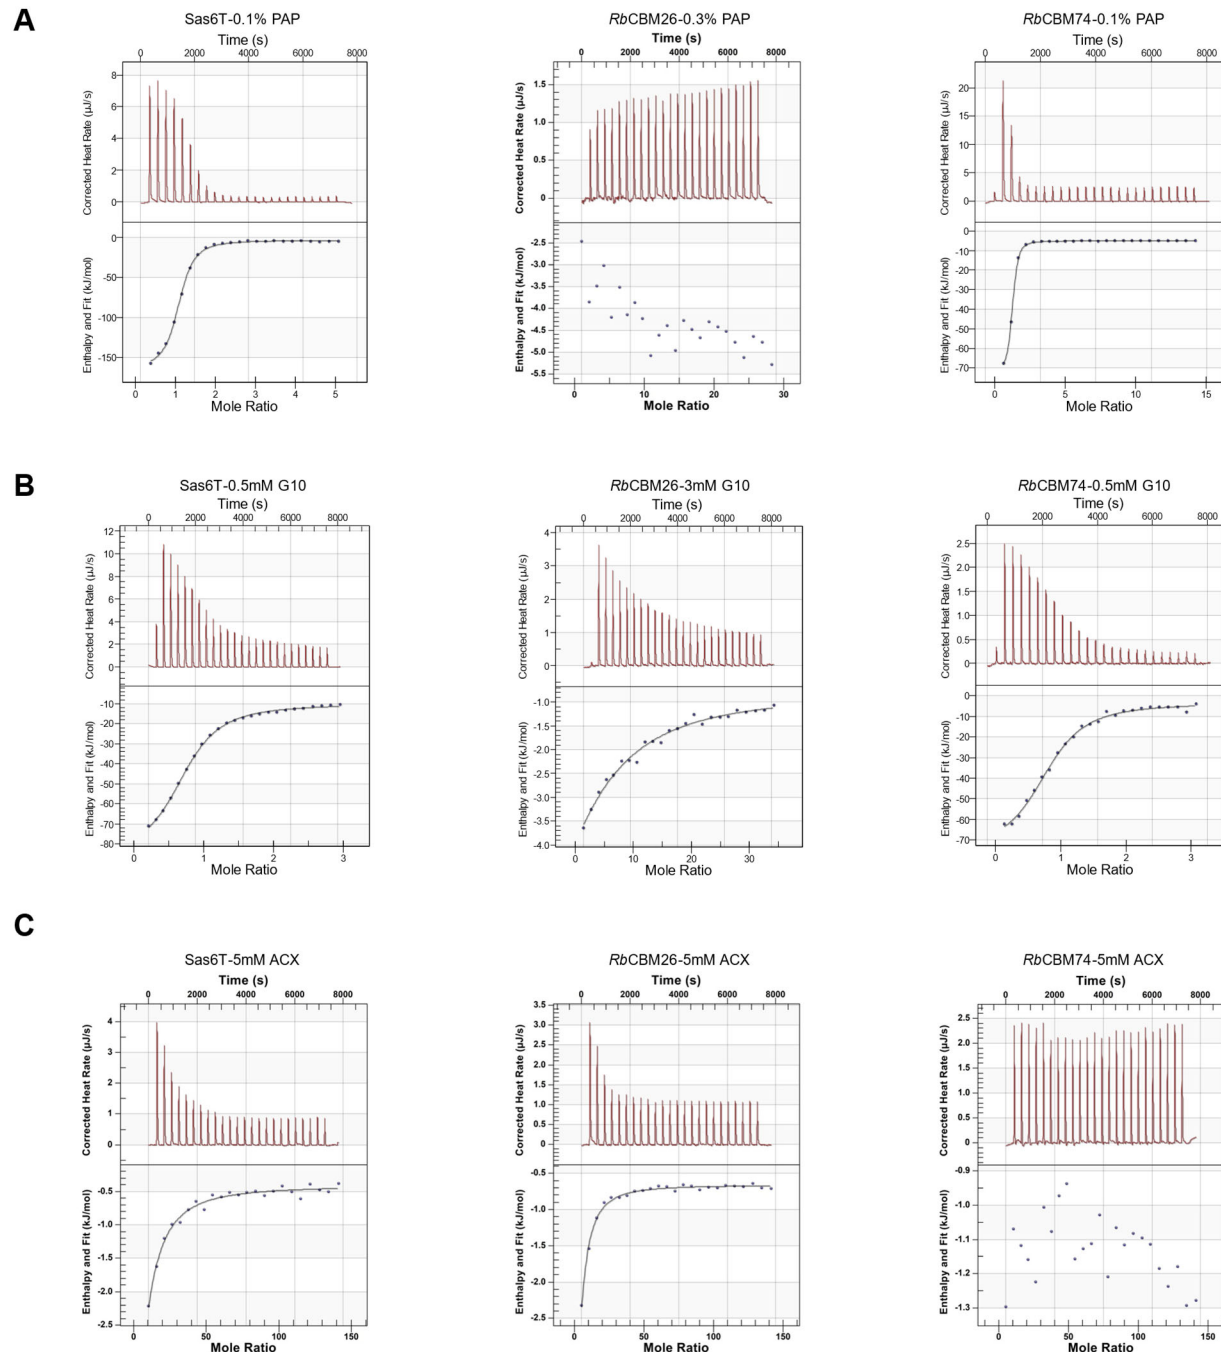 A
Sas6T-0.1% PAP
Time (s)
0 2000 4000 6000 8000
Corrected Heat Rate (µJ/s)
8
6
4
2
0
Enthalpy and Fit (kJ/mol)
0
-50
-100
-150
0 1 2 3 4 5
Mole Ratio
RbCBM26-0.3% PAP
Time (s)
0 2000 4000 6000 8000
Corrected Heat Rate (µJ/s)
1.5
1.0
0.5
0
Enthalpy and Fit (kJ/mol)
-2.5
-3.0
-3.5
-4.0
-4.5
-5.0
-5.5
0 10 20 30
Mole Ratio
RbCBM74-0.1% PAP
Time (s)
0 2000 4000 6000 8000
Corrected Heat Rate (µJ/s)
20
15
10
5
0
Enthalpy and Fit (kJ/mol)
0
-10
-20
-30
-40
-50
-60
-70
0 5 10 15
Mole Ratio
B
Sas6T-0.5mM G10
Time (s)
0 2000 4000 6000 8000
Corrected Heat Rate (µJ/s)
12
10
8
6
4
2
0
Enthalpy and Fit (kJ/mol)
-10
-20
-30
-40
-50
-60
-70
-80
0 1 2 3
Mole Ratio
RbCBM26-3mM G10
Time (s)
0 2000 4000 6000 8000
Corrected Heat Rate (µJ/s)
4
3
2
1
0
Enthalpy and Fit (kJ/mol)
-1.0
-1.5
-2.0
-2.5
-3.0
-3.5
-4.0
0 10 20 30
Mole Ratio
RbCBM74-0.5mM G10
Time (s)
0 2000 4000 6000 8000
Corrected Heat Rate (µJ/s)
2.5
2.0
1.5
1.0
0.5
0
Enthalpy and Fit (kJ/mol)
0
-10
-20
-30
-40
-50
-60
-70
0 1 2 3
Mole Ratio
C
Sas6T-5mM ACX
Time (s)
0 2000 4000 6000 8000
Corrected Heat Rate (µJ/s)
4
3
2
1
0
Enthalpy and Fit (kJ/mol)
-0.5
-1.0
-1.5
-2.0
-2.5
0 50 100 150
Mole Ratio
RbCBM26-5mM ACX
Time (s)
0 2000 4000 6000 8000
Corrected Heat Rate (µJ/s)
3.5
3.0
2.5
2.0
1.5
1.0
0.5
0
Enthalpy and Fit (kJ/mol)
-0.5
-1.0
-1.5
-2.0
-2.5
0 50 100 150
Mole Ratio
RbCBM74-5mM ACX
Time (s)
0 2000 4000 6000 8000
Corrected Heat Rate (µJ/s)
2.5
2.0
1.5
1.0
0.5
0
Enthalpy and Fit (kJ/mol)
-0.9
-1.0
-1.1
-1.2
-1.3
0 50 100 150
Mole Ratio